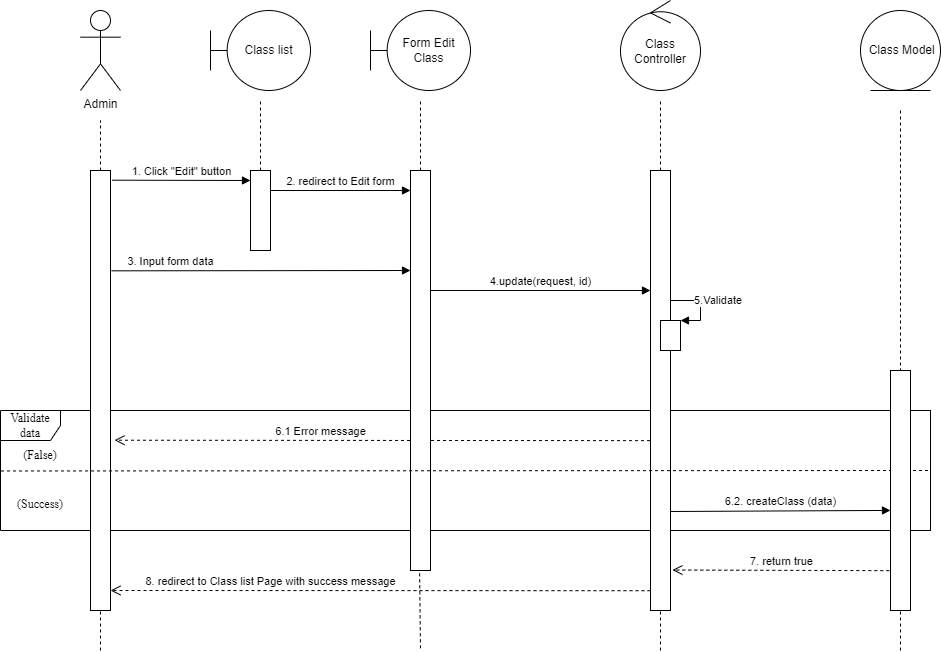 Class list
Form Edit
Class
Class
Controller
Class Model
Admin
1. Click "Edit" button
2. redirect to Edit form
3. Input form data
4.update(request, id)
5.Validate
Validate
data
6.1 Error message
(False)
(Success)
6.2. createClass (data)
7. return true
8. redirect to Class list Page with success message